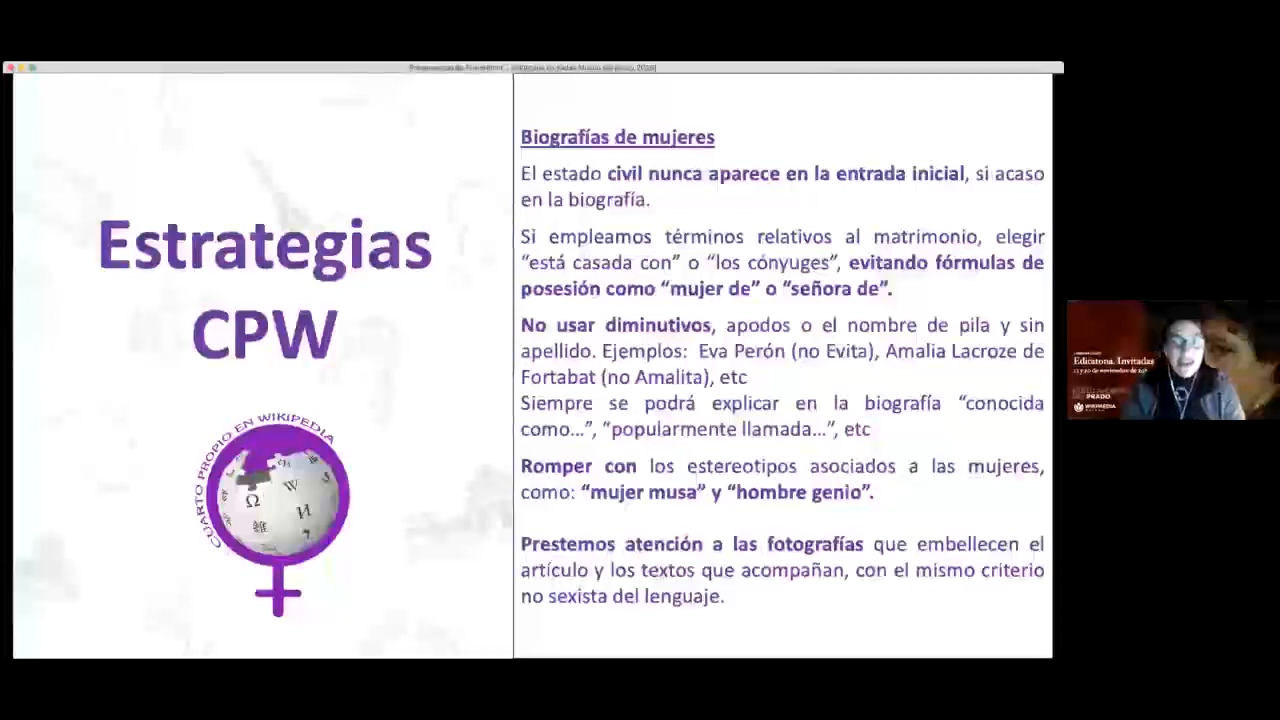 Estrategias
CPW
CUARTO PROPIO EN WIKIPEDIA
Biografías de mujeres
El estado civil nunca aparece en la entrada inicial, si acaso
en la biografía.
Si empleamos términos relativos al matrimonio, elegir
“está casada con” o “los cónyuges”, evitando fórmulas de
posesión como “mujer de” o “señora de”.
No usar diminutivos, apodos o el nombre de pila y sin
apellido. Ejemplos: Eva Perón (no Evita), Amalia Lacroze de
Fortabat (no Amalita), etc
Siempre se podrá explicar en la biografía “conocida
como...”, “popularmente llamada...”, etc
Romper con los estereotipos asociados a las mujeres,
como: “mujer musa” y “hombre genio”.
Prestemos atención a las fotografías que embellecen el
artículo y los textos que acompañan, con el mismo criterio
no sexista del lenguaje.
Editatona. Invitadas
PRADO
WIKIMEDIA